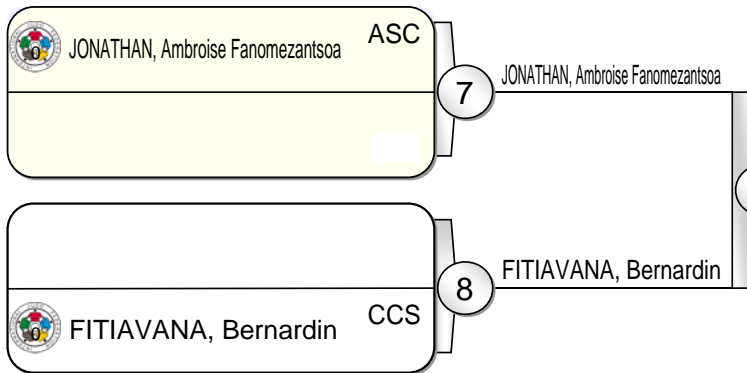 JONATHAN, Ambroise Fanomezantsoa ASC
7
JONATHAN, Ambroise Fanomezantsoa
FITIAVANA, Bernardin CCS
8
FITIAVANA, Bernardin